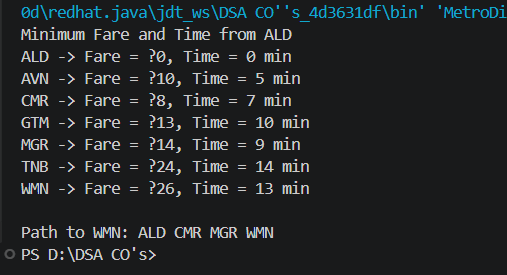 0d\redhat.java\jdt_ws\DSA CO''s_4d3631df\bin' 'MetroDi
Minimum Fare and Time from ALD
ALD -> Fare = ?0, Time = 0 min
AVN -> Fare = ?10, Time = 5 min
CMR -> Fare = ?8, Time = 7 min
GTM -> Fare = ?13, Time = 10 min
MGR -> Fare = ?14, Time = 9 min
TNB -> Fare = ?24, Time = 14 min
WMN -> Fare = ?26, Time = 13 min
Path to WMN: ALD CMR MGR WMN
PS D:\DSA CO's>